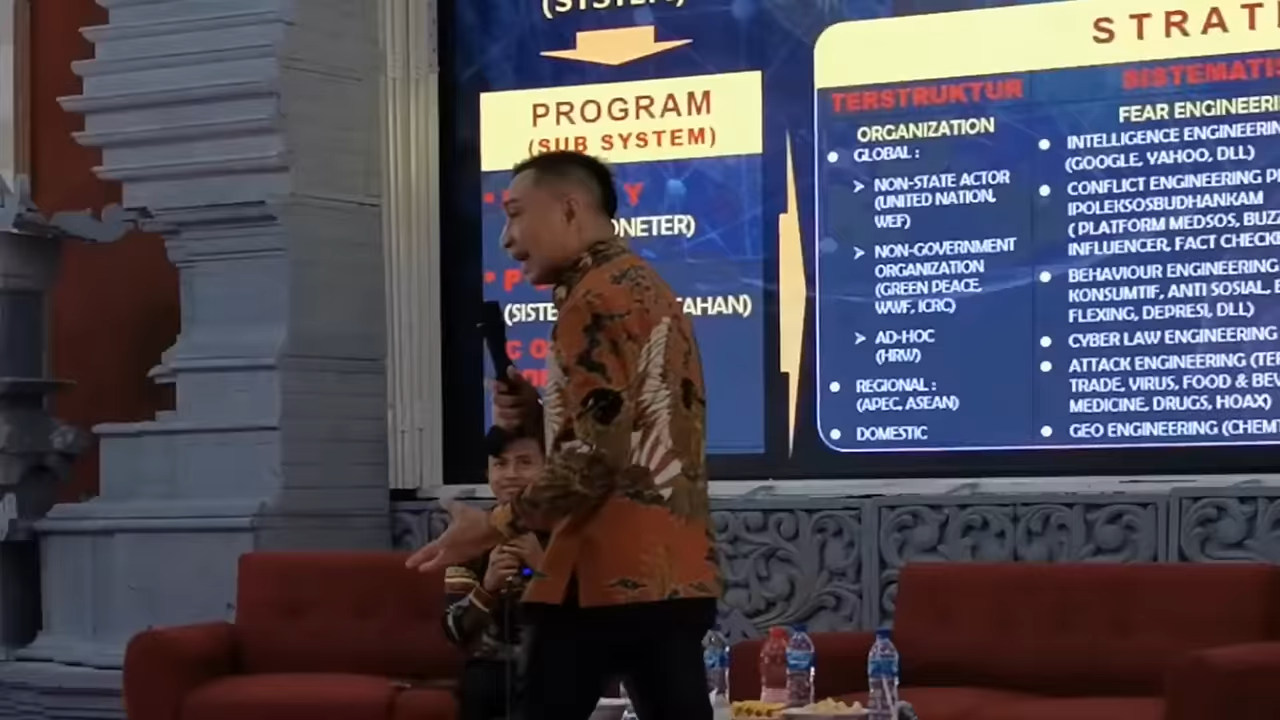 (SYSTEM)
PROGRAM
(SUB SYSTEM)
Y
ONETER)
(SISTE
AHAN)
STRAT
TERSTRUKTUR
ORGANIZATION
GLOBAL :
NON-STATE ACTOR
(UNITED NATION,
WEF)
NON-GOVERNMENT
ORGANIZATION
(GREEN PEACE,
WWF, ICRC)
AD-HOC
(HRW)
REGIONAL :
(APEC, ASEAN)
DOMESTIC
SISTEMATIS
FEAR ENGINEERI
INTELLIGENCE ENGINEERIN
(GOOGLE, YAHOO, DLL)
CONFLICT ENGINEERING P
IPOLEKSOSBUDHANKAM
( PLATFORM MEDSOS, BUZZ
INFLUENCER, FACT CHECK
BEHAVIOUR ENGINEERING
KONSUMTIF, ANTI SOSIAL,
FLEXING, DEPRESI, DLL)
CYBER LAW ENGINEERING
ATTACK ENGINEERING (TE
TRADE, VIRUS, FOOD & BEV
MEDICINE, DRUGS, HOAX)
GEO ENGINEERING (CHEMT